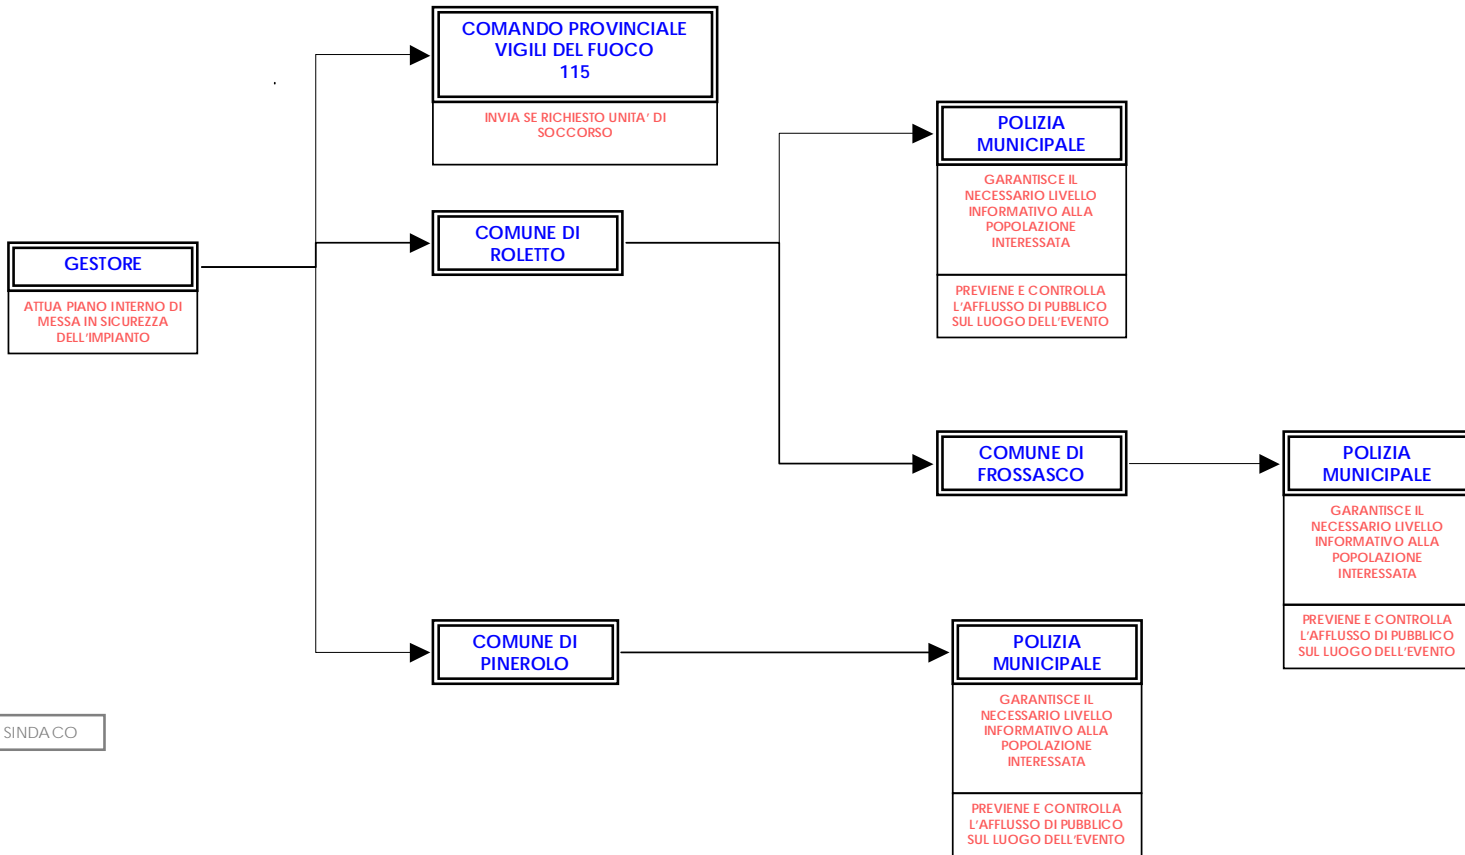 COMANDO PROVINCIALE
VIGILI DEL FUOCO
115
INVIA SE RICHIESTO UNITA' DI
SOCCORSO
POLIZIA
MUNICIPALE
GARANTISCE IL
NECESSARIO LIVELLO
INFORMATIVO ALLA
POPOLAZIONE
INTERESSATA
PREVIENE E CONTROLLA
L'AFFLUSSO DI PUBBLICO
SUL LUOGO DELL'EVENTO
COMUNE DI
ROLETTO
GESTORE
ATTUA PIANO INTERNO DI
MESSA IN SICUREZZA
DELL'IMPIANTO
COMUNE DI
FROSSASCO
POLIZIA
MUNICIPALE
GARANTISCE IL
NECESSARIO LIVELLO
INFORMATIVO ALLA
POPOLAZIONE
INTERESSATA
PREVIENE E CONTROLLA
L'AFFLUSSO DI PUBBLICO
SUL LUOGO DELL'EVENTO
COMUNE DI
PINEROLO
POLIZIA
MUNICIPALE
GARANTISCE IL
NECESSARIO LIVELLO
INFORMATIVO ALLA
POPOLAZIONE
INTERESSATA
PREVIENE E CONTROLLA
L'AFFLUSSO DI PUBBLICO
SUL LUOGO DELL'EVENTO
SINDACO